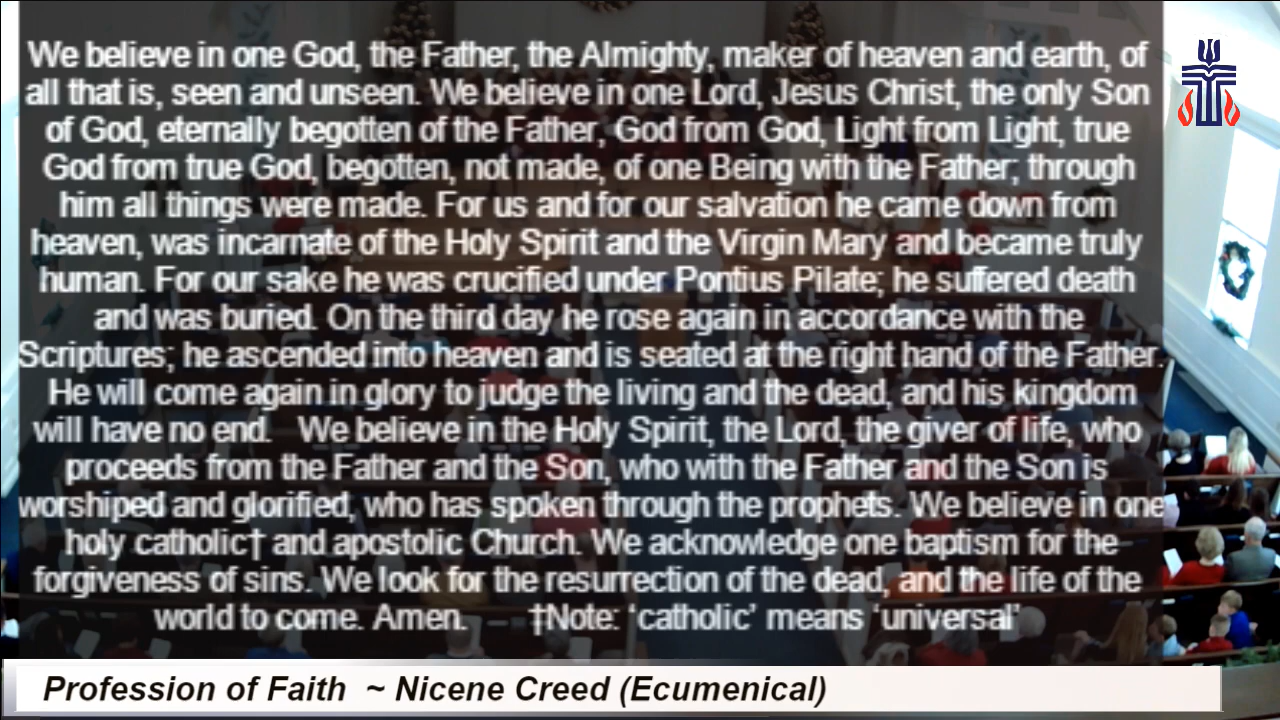 We believe in one God, the Father, the Almighty, maker of heaven and earth, of
all that is, seen and unseen. We believe in one Lord, Jesus Christ, the only Son
of God, eternally begotten of the Father, God from God, Light from Light, true
God from true God, begotten, not made, of one Being with the Father; through
him all things were made. For us and for our salvation he came down from
heaven, was incarnate of the Holy Spirit and the Virgin Mary and became truly
human. For our sake he was crucified under Pontius Pilate; he suffered death
and was buried. On the third day he rose again in accordance with the
Scriptures; he ascended into heaven and is seated at the right hand of the Father.
He will come again in glory to judge the living and the dead, and his kingdom
will have no end. We believe in the Holy Spirit, the Lord, the giver of life, who
proceeds from the Father and the Son, who with the Father and the Son is
worshiped and glorified, who has spoken through the prophets. We believe in one
holy catholic† and apostolic Church. We acknowledge one baptism for the
forgiveness of sins. We look for the resurrection of the dead, and the life of the
world to come. Amen. †Note: ‘catholic’ means ‘universal’
Profession of Faith ~ Nicene Creed (Ecumenical)